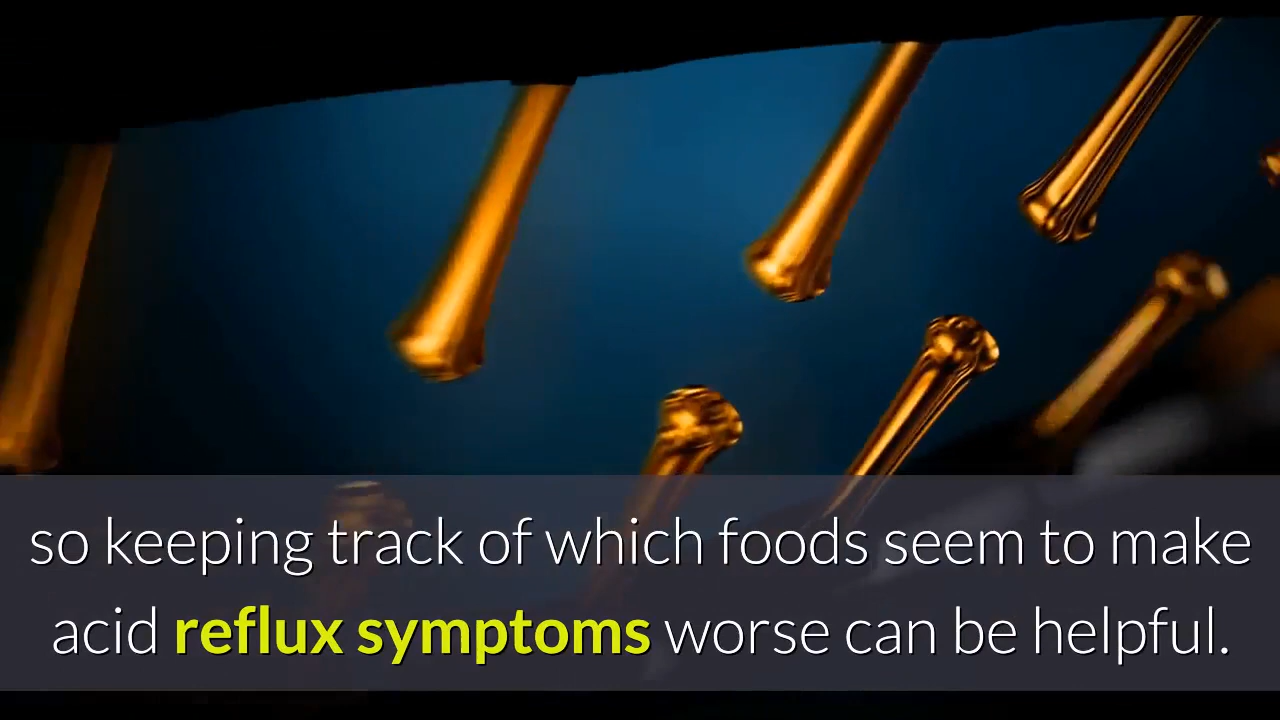 so keeping track of which foods seem to make
acid reflux symptoms worse can be helpful.